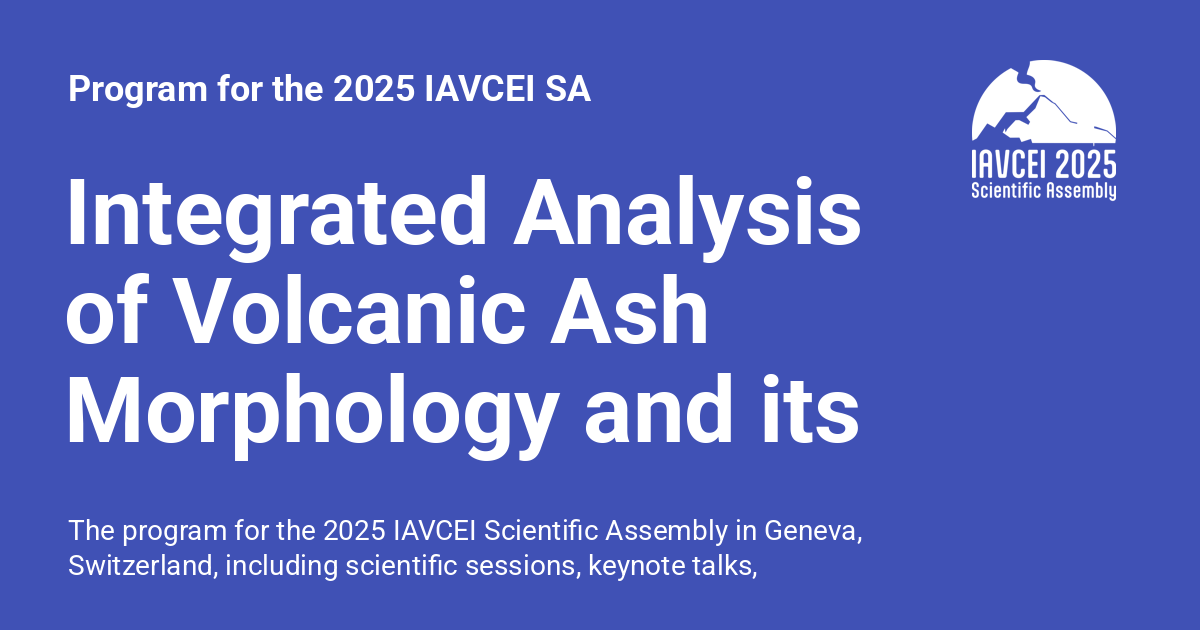 Program for the 2025 IAVCEI SA
IAVCEI 2025
Scientific Assembly
Integrated Analysis
of Volcanic Ash
Morphology and its
The program for the 2025 IAVCEI Scientific Assembly in Geneva,
Switzerland, including scientific sessions, keynote talks,